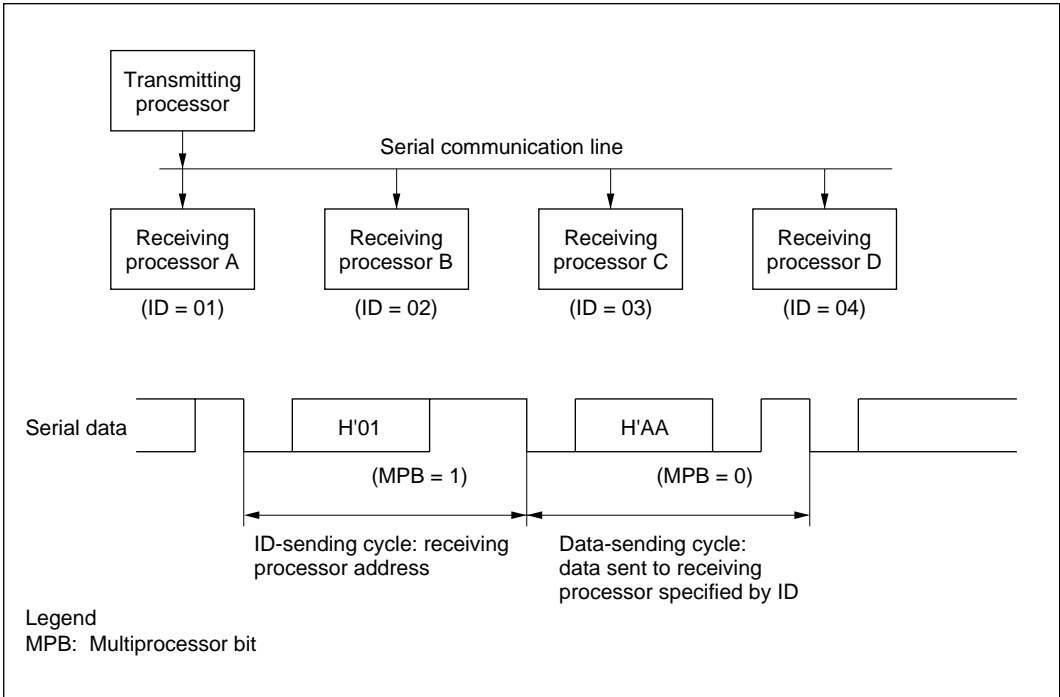 Transmitting
processor
Serial communication line
Receiving
processor A
Receiving
processor B
Receiving
processor C
Receiving
processor D
(ID = 01)
(ID = 02)
(ID = 03)
(ID = 04)
Serial data
H'01
H'AA
(MPB = 1)
(MPB = 0)
ID-sending cycle: receiving
processor address
Data-sending cycle:
data sent to receiving
processor specified by ID
Legend
MPB: Multiprocessor bit